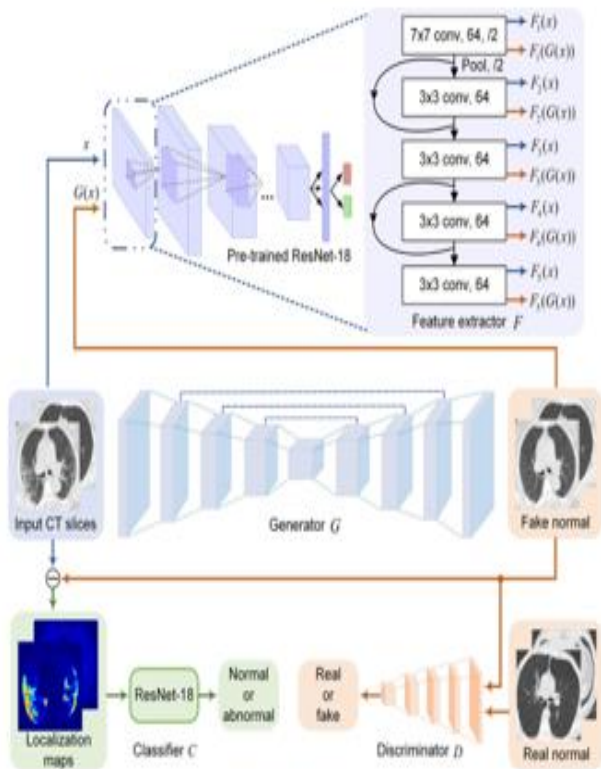 7x7 conv, 64, /2
F₁(x)
F₁(G(x))
Pool, /2
3x3 conv, 64
F₂(x)
F₂(G(x))
3x3 conv, 64
F₃(x)
F₃(G(x))
3x3 conv, 64
F₄(x)
F₄(G(x))
3x3 conv, 64
F₅(x)
F₅(G(x))
Feature extractor F
x
G(x)
...
Pre-trained ResNet-18
Input CT slices
Generator G
Fake normal
Localization
maps
ResNet-18
Classifier C
Normal
or
abnormal
Real
or
fake
Discriminator D
Real normal